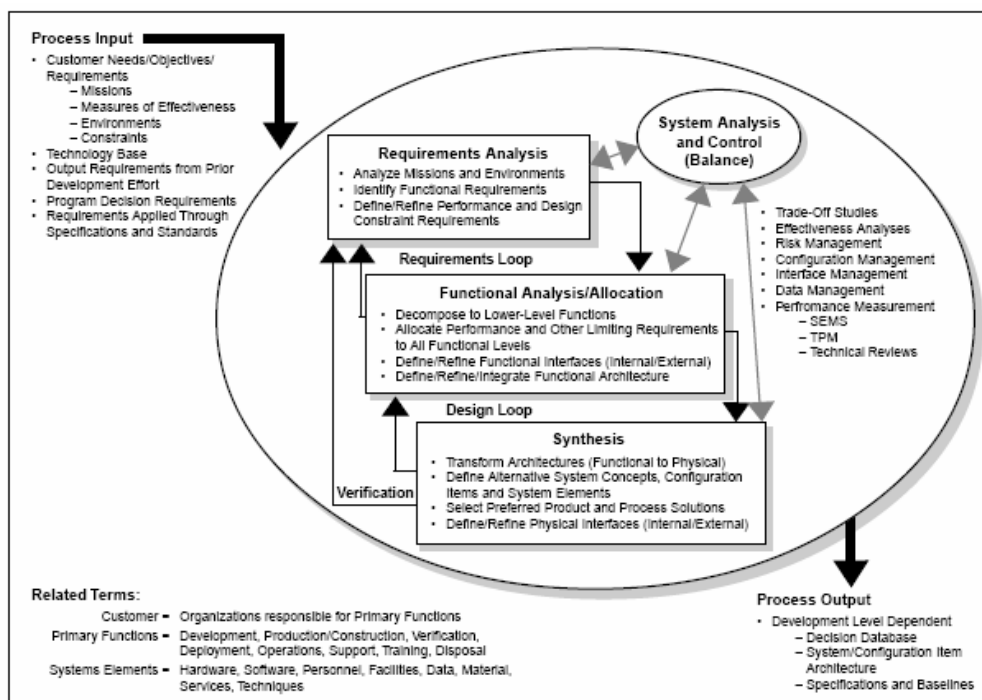 Process Input
• Customer Needs/Objectives/
Requirements
– Missions
– Measures of Effectiveness
– Environments
– Constraints
• Technology Base
• Output Requirements from Prior
Development Effort
• Program Decision Requirements
• Requirements Applied Through
Specifications and Standards
System Analysis
and Control
(Balance)
Requirements Analysis
• Analyze Missions and Environments
• Identify Functional Requirements
• Define/Refine Performance and Design
Constraint Requirements
• Trade-Off Studies
• Effectiveness Analyses
• Risk Management
• Configuration Management
• Interface Management
• Data Management
• Perfromance Measurement
– SEMS
– TPM
– Technical Reviews
Requirements Loop
Functional Analysis/Allocation
• Decompose to Lower-Level Functions
• Allocate Performance and Other Limiting Requirements
to All Functional Levels
• Define/Refine Functional Interfaces (Internal/External)
• Define/Refine/Integrate Functional Architecture
Design Loop
Synthesis
• Transform Architectures (Functional to Physical)
• Define Alternative System Concepts, Configuration
Items and System Elements
• Select Preferred Product and Process Solutions
• Define/Refine Physical Interfaces (Internal/External)
Verification
Related Terms:
Customer = Organizations responsible for Primary Functions
Primary Functions = Development, Production/Construction, Verification,
Deployment, Operations, Support, Training, Disposal
Systems Elements = Hardware, Software, Personnel, Facilities, Data, Material,
Services, Techniques
Process Output
• Development Level Dependent
– Decision Database
– System/Configuration Item
Architecture
– Specifications and Baselines